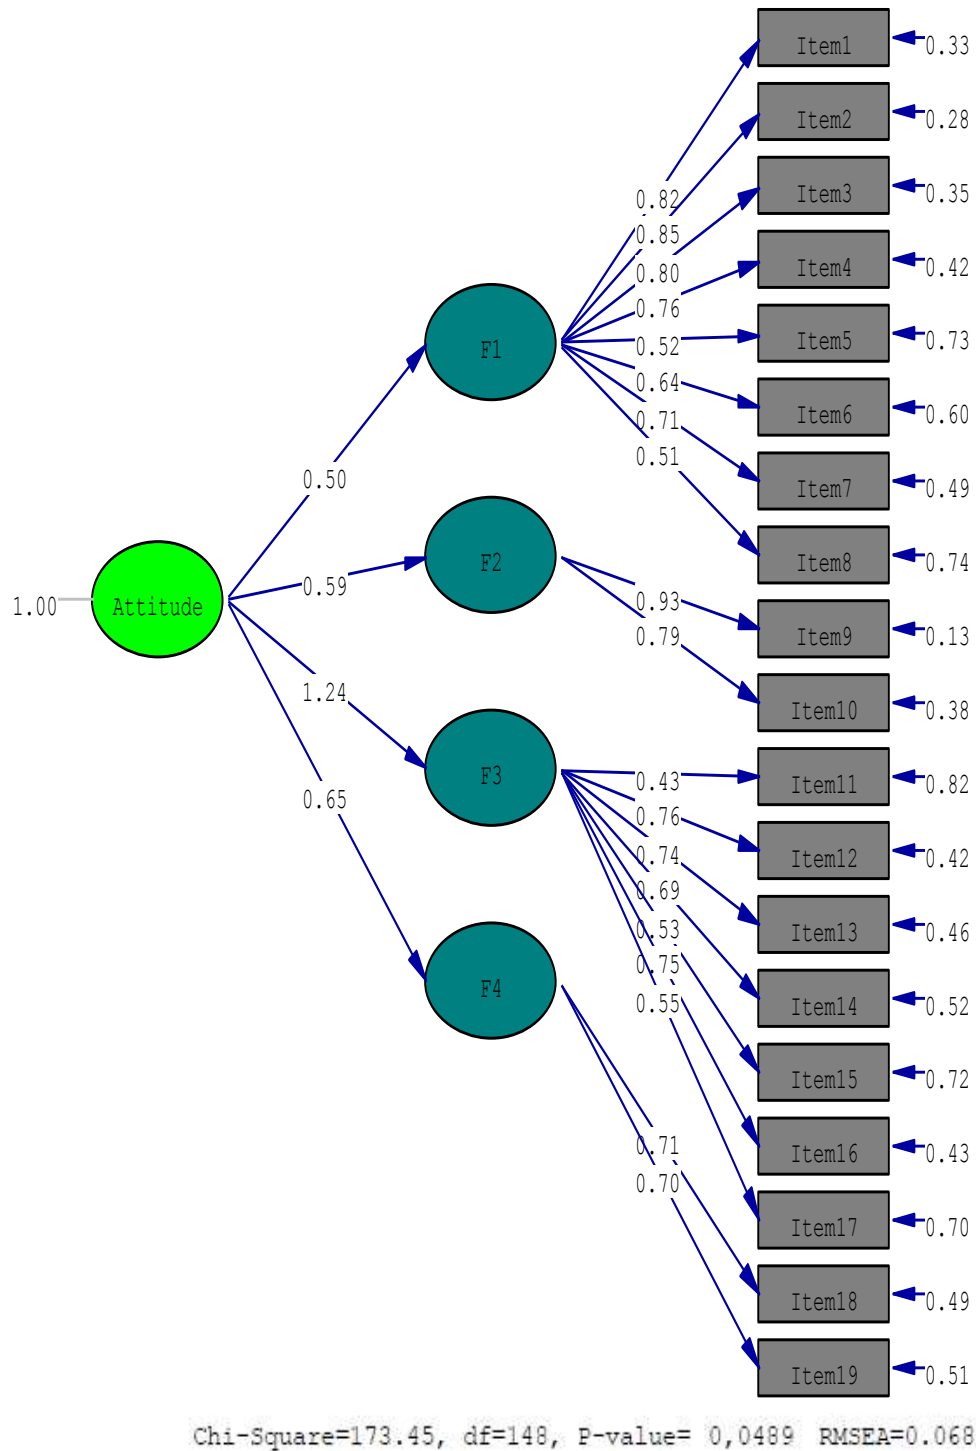 Item1 0.33
Item2 0.28
Item3 0.35
0.82
0.85
Item4 0.42
0.80
0.76
Item5 0.73
F1
0.52
0.64
Item6 0.60
0.71
0.51
0.50
Item7 0.49
F2
Item8 0.74
0.59
1.00 Attitude
0.93
0.79
Item9 0.13
1.24
Item10 0.38
F3
0.43
Item11 0.82
0.65
0.76
0.74
Item12 0.42
0.69
0.53
Item13 0.46
0.75
F4
0.55
Item14 0.52
Item15 0.72
0.71
Item16 0.43
0.70
Item17 0.70
Item18 0.49
Item19 0.51
Chi-Square=173.45, df=148, P-value= 0,0489 RMSEA=0.068